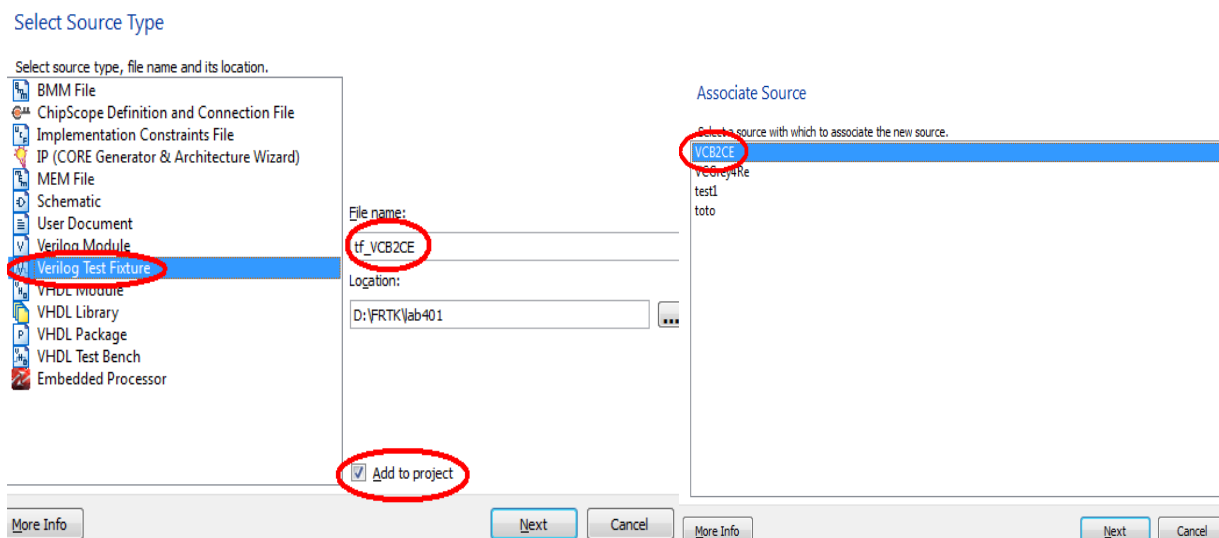 Select Source Type
Select source type, file name and its location.
BMM File
ChipScope Definition and Connection File
Implementation Constraints File
IP (CORE Generator & Architecture Wizard)
MEM File
Schematic
User Document
Verilog Module
Verilog Test Fixture
VHDL Module
VHDL Library
VHDL Package
VHDL Test Bench
Embedded Processor
File name:
tf_VCB2CE
Location:
D:\FRTK\lab401
...
Add to project
More Info
Next
Cancel
Associate Source
Select a source with which to associate the new source.
VCB2CE
VCGrey4Re
test1
toto
More Info
Next
Cancel